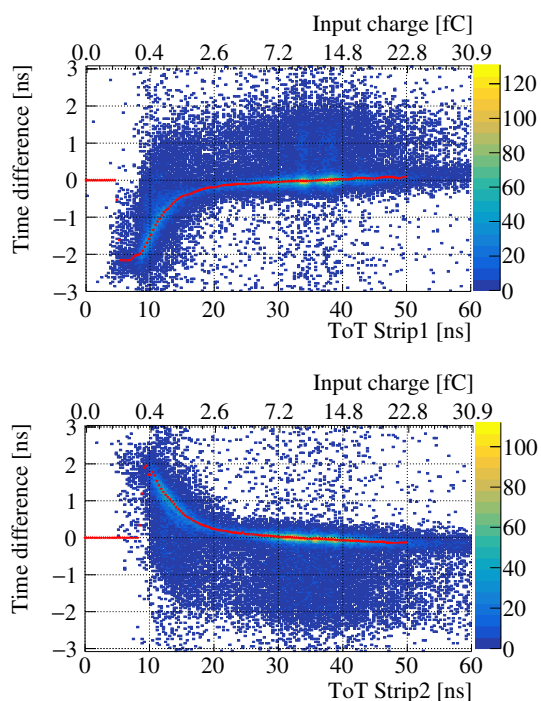 Input charge [fC]
0.0 0.4 2.6 7.2 14.8 22.8 30.9
Time difference [ns]
3
2
1
0
−1
−2
−3
0 10 20 30 40 50 60
ToT Strip1 [ns]
120
100
80
60
40
20
0
Input charge [fC]
0.0 0.4 2.6 7.2 14.8 22.8 30.9
Time difference [ns]
3
2
1
0
−1
−2
−3
0 10 20 30 40 50 60
ToT Strip2 [ns]
100
80
60
40
20
0